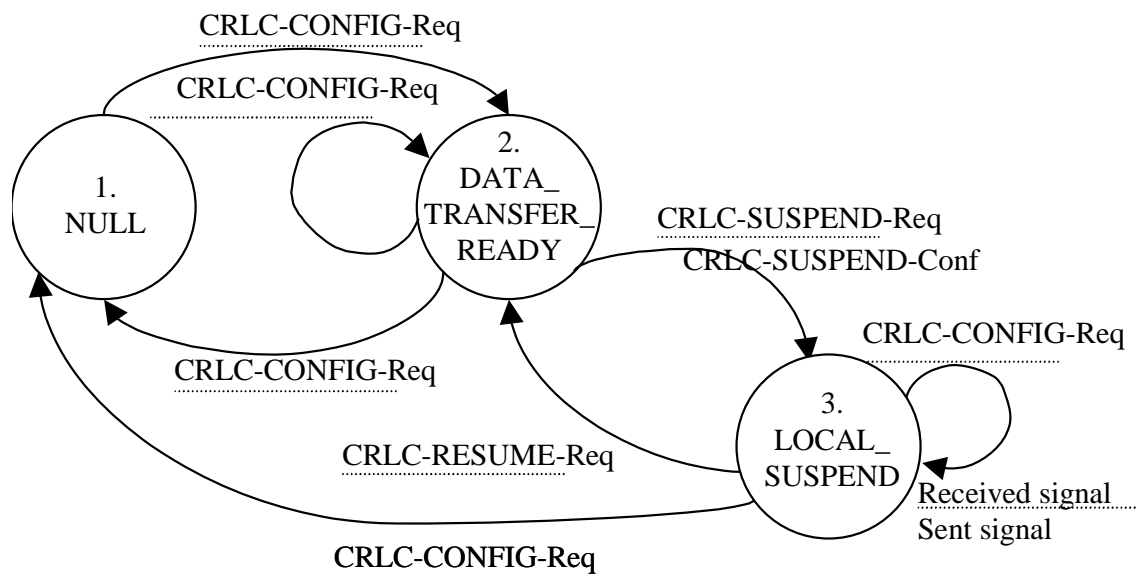 CRLC-CONFIG-Req
CRLC-CONFIG-Req
1.
NULL
2.
DATA_
TRANSFER_
READY
CRLC-SUSPEND-Req
CRLC-SUSPEND-Conf
CRLC-CONFIG-Req
CRLC-CONFIG-Req
3.
LOCAL_
SUSPEND
CRLC-RESUME-Req
Received signal
Sent signal
CRLC-CONFIG-Req